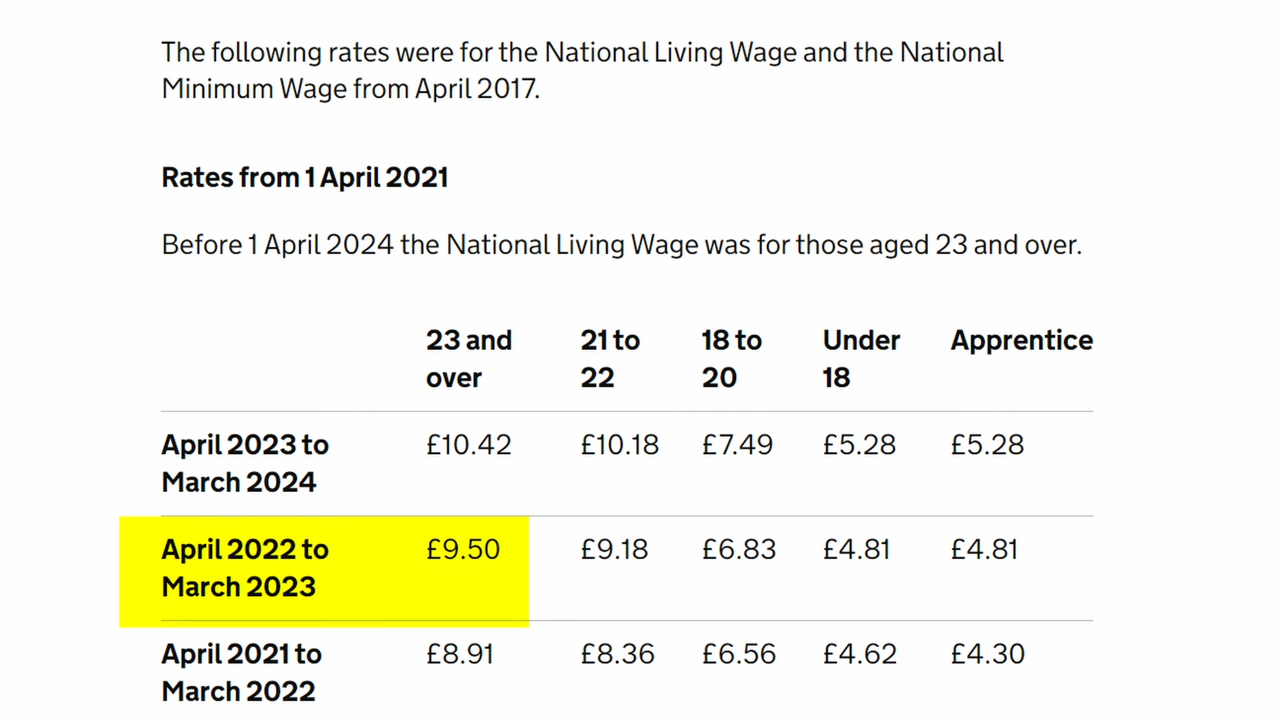 The following rates were for the National Living Wage and the National
Minimum Wage from April 2017.
Rates from 1 April 2021
Before 1 April 2024 the National Living Wage was for those aged 23 and over.
23 and over 21 to 22 18 to 20 Under 18 Apprentice
April 2023 to March 2024 £10.42 £10.18 £7.49 £5.28 £5.28
April 2022 to March 2023 £9.50 £9.18 £6.83 £4.81 £4.81
April 2021 to March 2022 £8.91 £8.36 £6.56 £4.62 £4.30